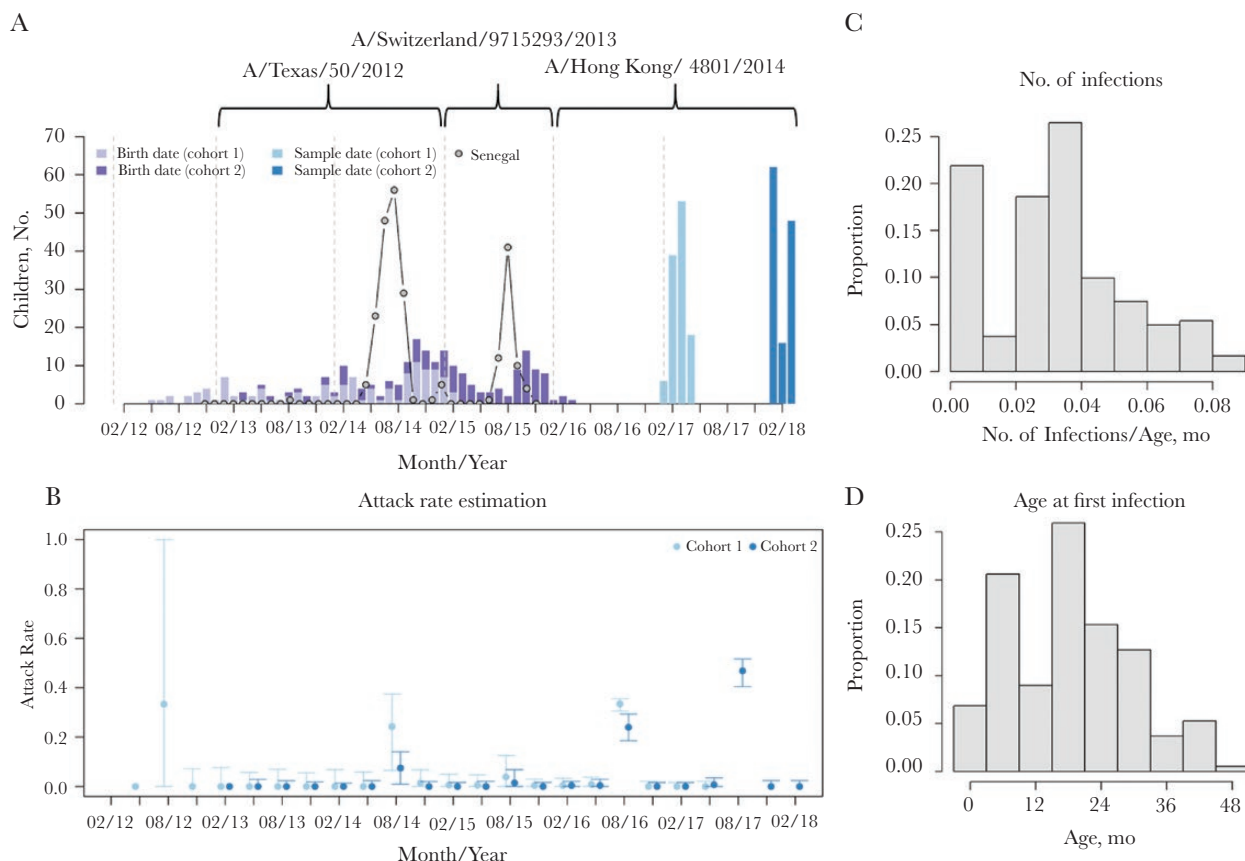 A
A/Switzerland/9715293/2013
A/Texas/50/2012
A/Hong Kong/ 4801/2014
Birth date (cohort 1)
Sample date (cohort 1)
Senegal
Birth date (cohort 2)
Sample date (cohort 2)
Children, No.
70
60
50
40
30
20
10
0
02/12 08/12 02/13 08/13 02/14 08/14 02/15 08/15 02/16 08/16 02/17 08/17 02/18
Month/Year
C
No. of infections
Proportion
0.25
0.20
0.15
0.10
0.05
0.00
0.00 0.02 0.04 0.06 0.08
No. of Infections/Age, mo
B
Attack rate estimation
Cohort 1 Cohort 2
Attack Rate
1.0
0.8
0.6
0.4
0.2
0.0
02/12 08/12 02/13 08/13 02/14 08/14 02/15 08/15 02/16 08/16 02/17 08/17 02/18
Month/Year
D
Age at first infection
Proportion
0.25
0.20
0.15
0.10
0.05
0.00
0 12 24 36 48
Age, mo